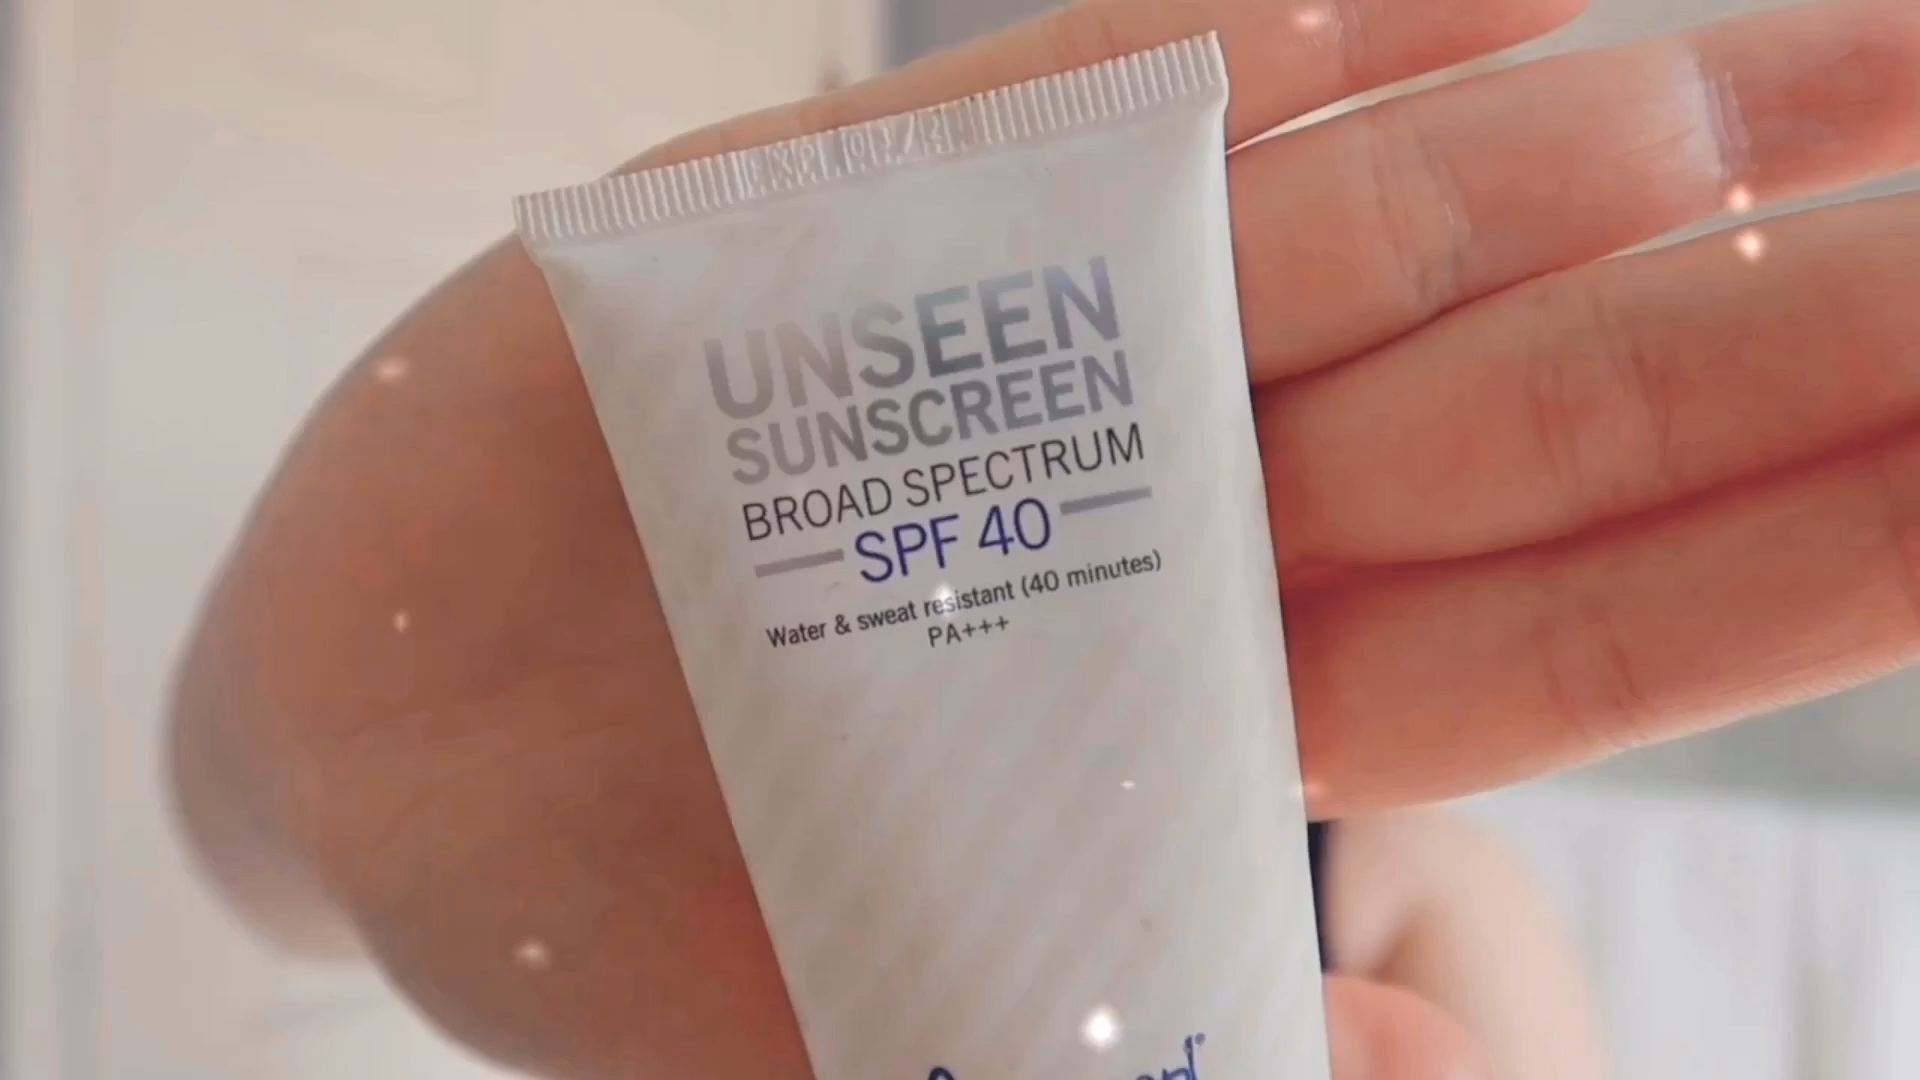 UNSEEN
SUNSCREEN
BROAD SPECTRUM
SPF 40
Water & sweat resistant (40 minutes)
PA+++